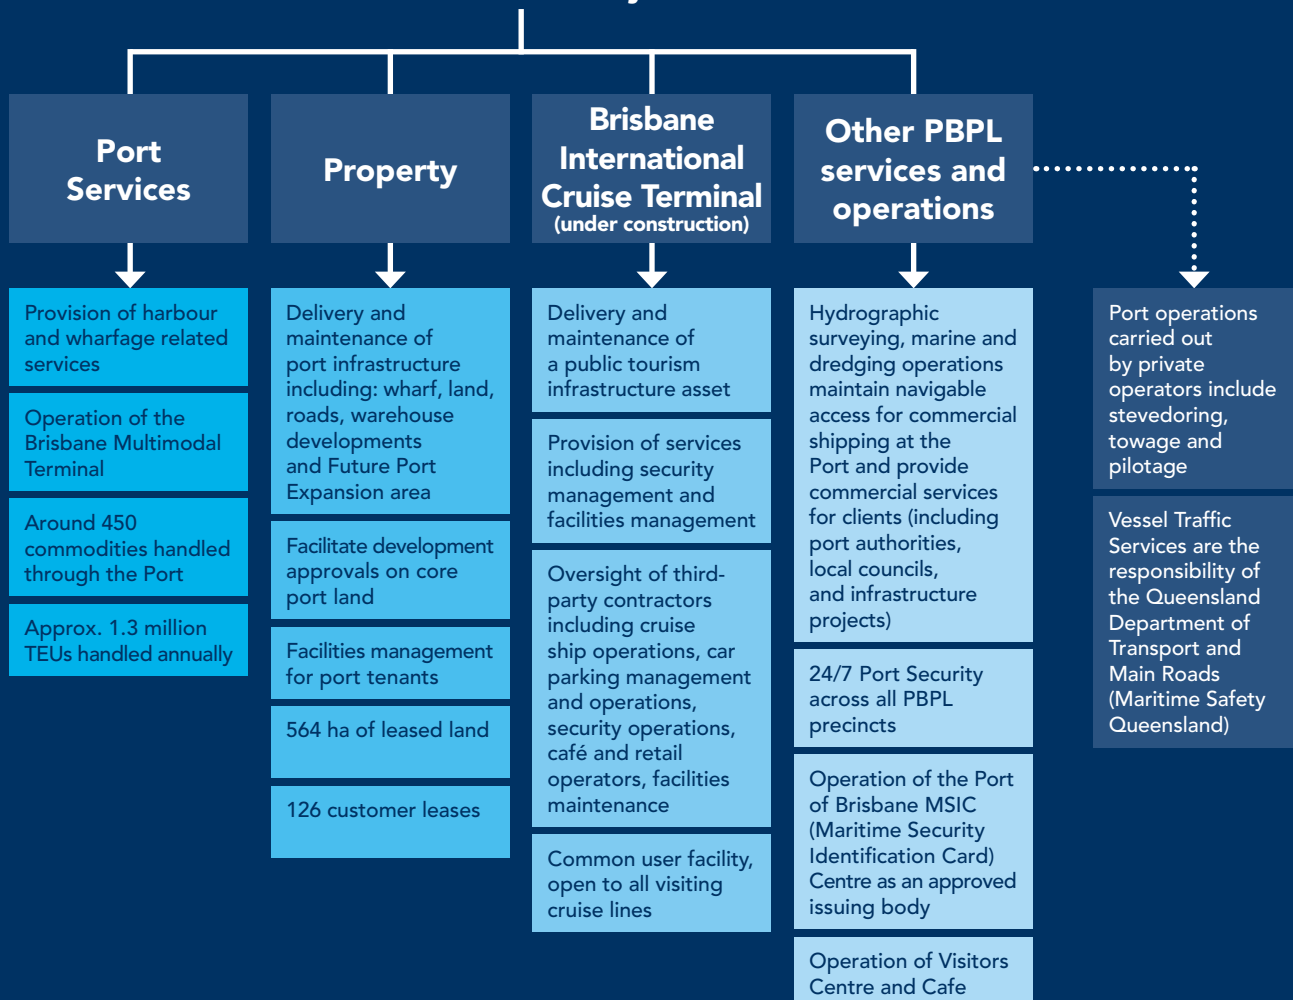 Port
Services
Property
Brisbane
International
Cruise Terminal
(under construction)
Other PBPL
services and
operations
Provision of harbour
and wharfage related
services
Operation of the
Brisbane Multimodal
Terminal
Around 450
commodities handled
through the Port
Approx. 1.3 million
TEUs handled annually
Delivery and
maintenance of
port infrastructure
including: wharf, land,
roads, warehouse
developments
and Future Port
Expansion area
Facilitate development
approvals on core
port land
Facilities management
for port tenants
564 ha of leased land
126 customer leases
Delivery and
maintenance of
a public tourism
infrastructure asset
Provision of services
including security
management and
facilities management
Oversight of third-
party contractors
including cruise
ship operations, car
parking management
and operations,
security operations,
café and retail
operators, facilities
maintenance
Common user facility,
open to all visiting
cruise lines
Hydrographic
surveying, marine and
dredging operations
maintain navigable
access for commercial
shipping at the
Port and provide
commercial services
for clients (including
port authorities,
local councils,
and infrastructure
projects)
24/7 Port Security
across all PBPL
precincts
Operation of the Port
of Brisbane MSIC
(Maritime Security
Identification Card)
Centre as an approved
issuing body
Operation of Visitors
Centre and Cafe
Port operations
carried out
by private
operators include
stevedoring,
towage and
pilotage
Vessel Traffic
Services are the
responsibility of
the Queensland
Department of
Transport and
Main Roads
(Maritime Safety
Queensland)